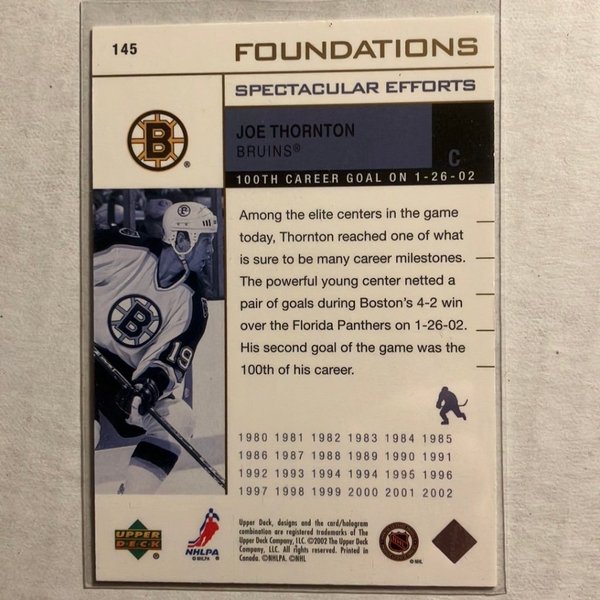 145
FOUNDATIONS
SPECTACULAR EFFORTS
B
®
JOE THORNTON
BRUINS®
C
100TH CAREER GOAL ON 1-26-02
Among the elite centers in the game
today, Thornton reached one of what
is sure to be many career milestones.
The powerful young center netted a
pair of goals during Boston's 4-2 win
over the Florida Panthers on 1-26-02.
His second goal of the game was the
100th of his career.
B
19
1980 1981 1982 1983 1984 1985
1986 1987 1988 1989 1990 1991
1992 1993 1994 1994 1995 1996
1997 1998 1999 2000 2001 2002
UPPER
DECK
®
NHLPA
®
Upper Deck, designs and the card/hologram
combination are registered trademarks of The
Upper Deck Company, LLC. ©2002 The Upper Deck
Company, LLC. All rights reserved. Printed in
Canada. ©NHLPA. ©NHL
© NHL